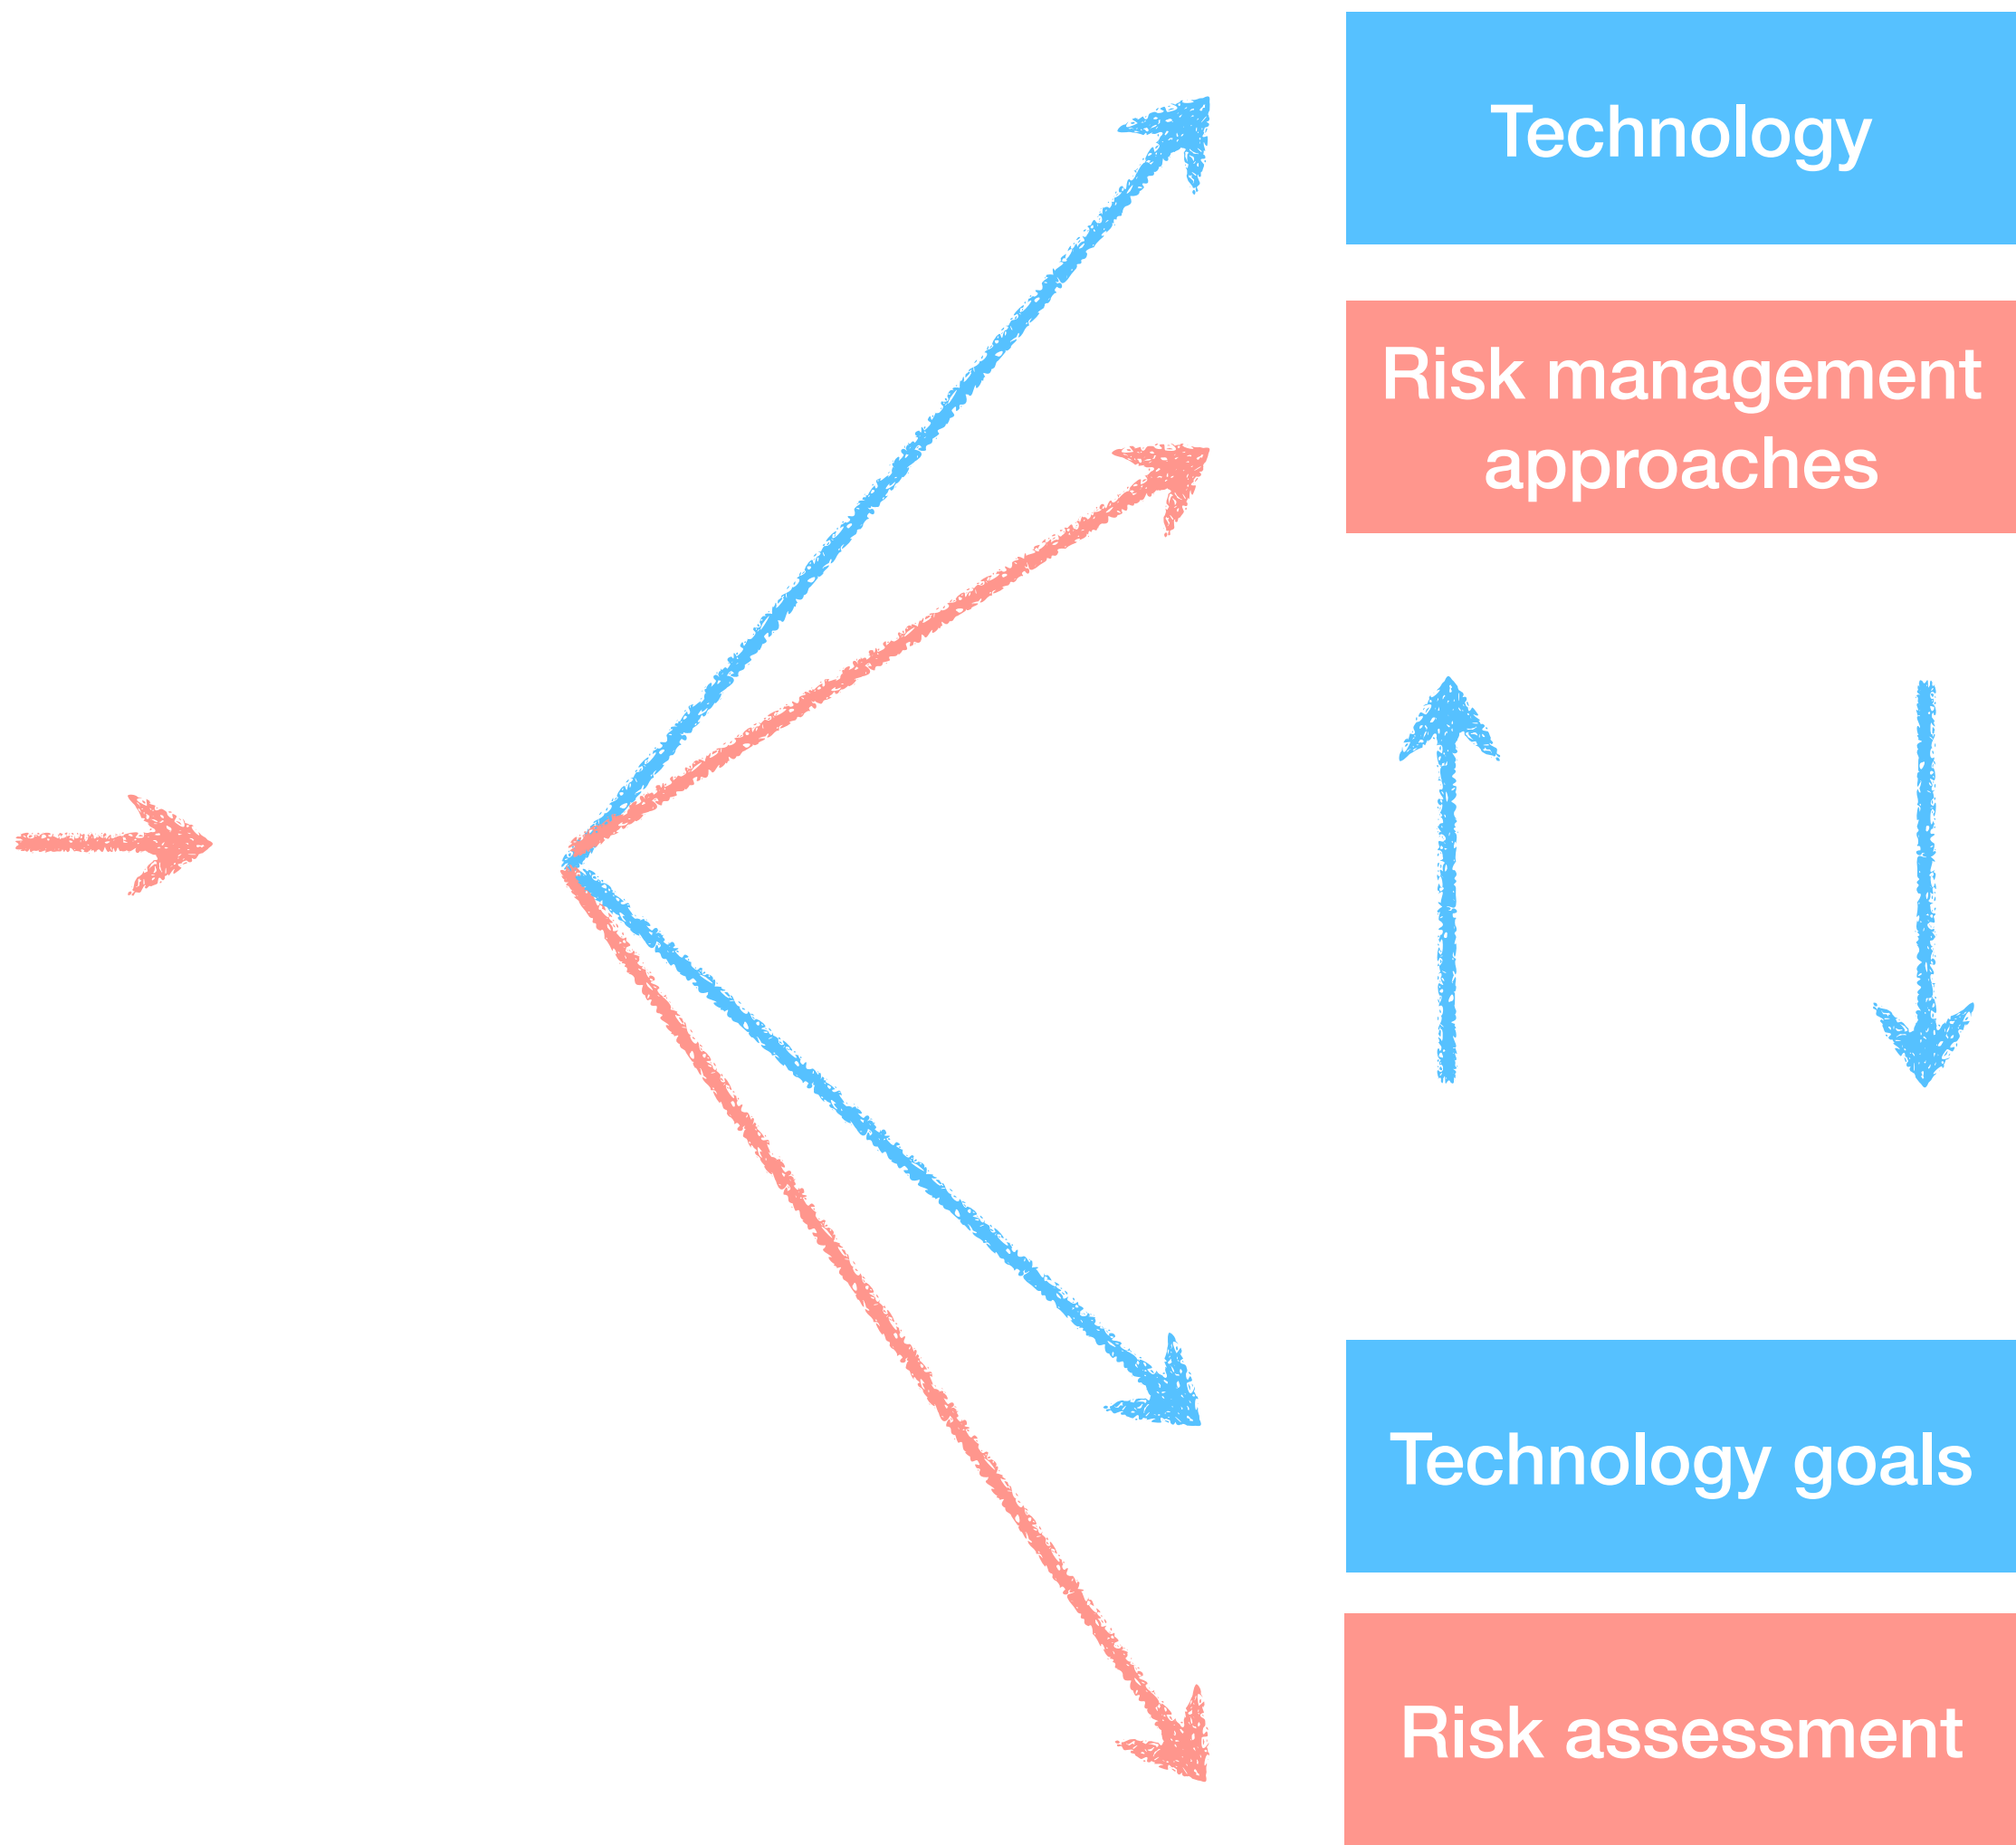 Technology
Risk management
approaches
Technology goals
Risk assessment